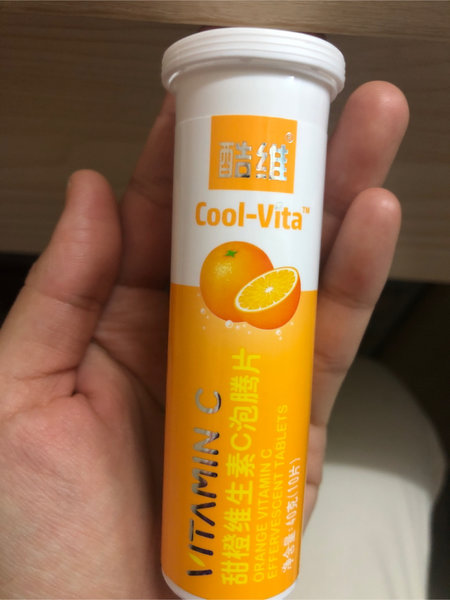 酷维®
Cool-Vita™
VITAMIN C
甜橙维生素C泡腾片
ORANGE VITAMIN C
EFFERVESCENT TABLETS
净含量:40克(10片)